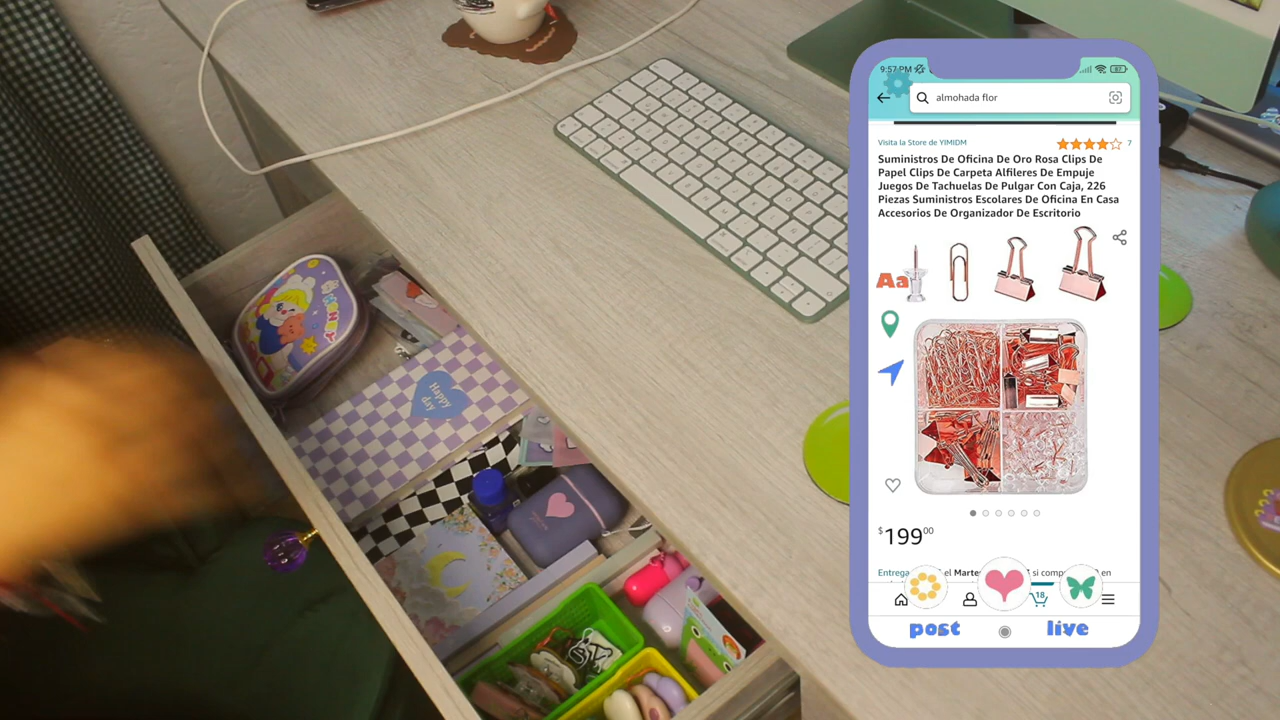 9:57 PM
87
almohada flor
Visita la Store de YIMIDM
7
Suministros De Oficina De Oro Rosa Clips De
Papel Clips De Carpeta Alfileres De Empuje
Juegos De Tachuelas De Pulgar Con Caja, 226
Piezas Suministros Escolares De Oficina En Casa
Accesorios De Organizador De Escritorio
Aa
$19900
Entrega el Martes si
en
18
post live
Happy
day